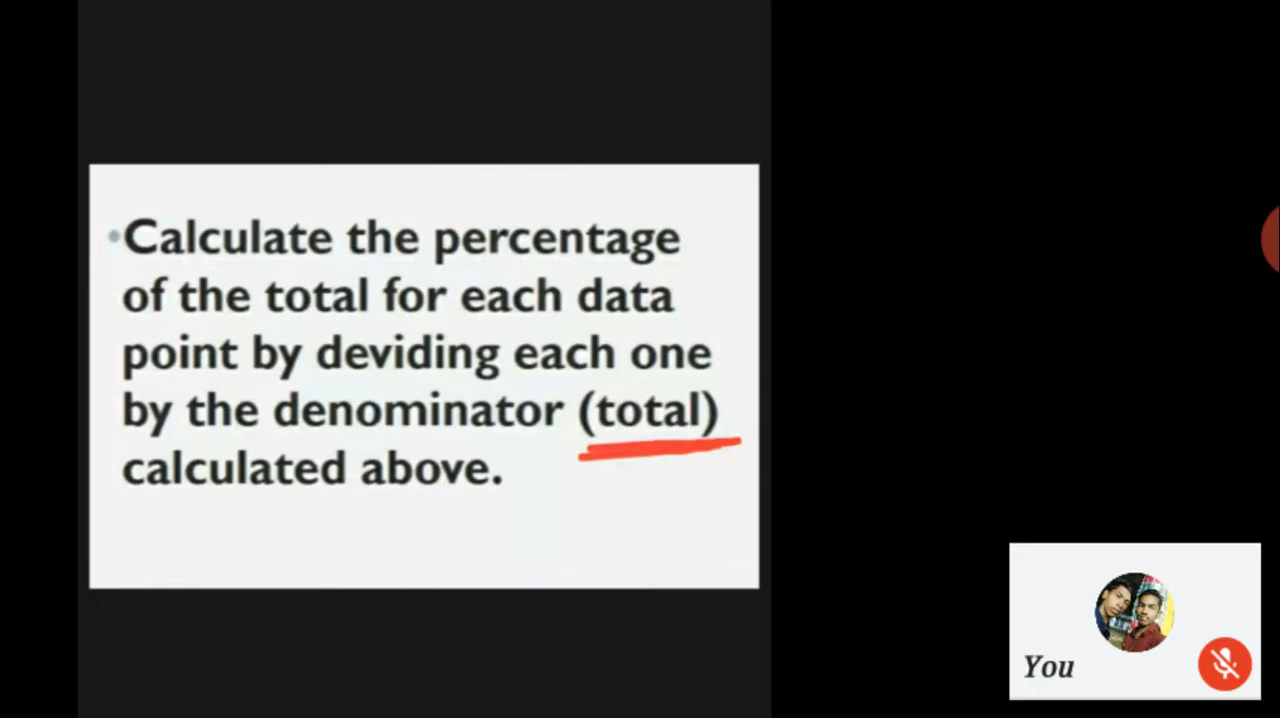 •Calculate the percentage
of the total for each data
point by deviding each one
by the denominator (total)
calculated above.
You